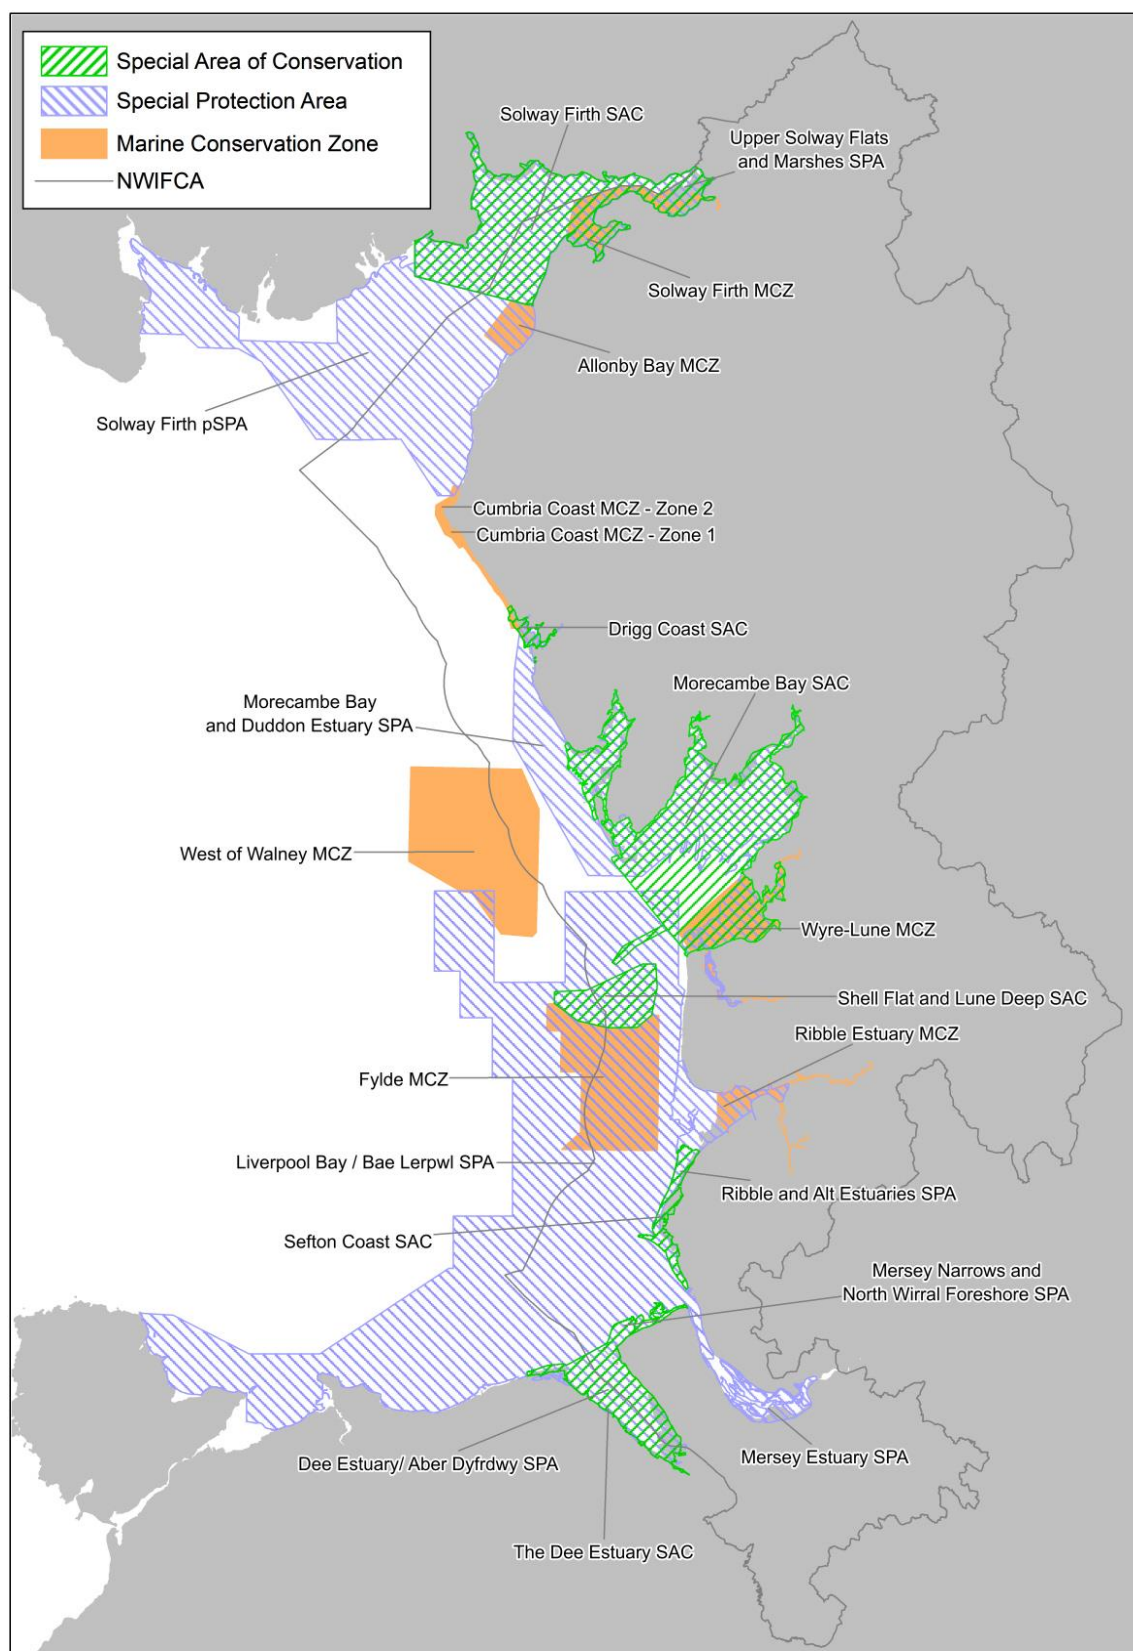 Special Area of Conservation
Special Protection Area
Marine Conservation Zone
NWIFCA
Solway Firth SAC
Upper Solway Flats
and Marshes SPA
Solway Firth MCZ
Allonby Bay MCZ
Solway Firth pSPA
Cumbria Coast MCZ - Zone 2
Cumbria Coast MCZ - Zone 1
Drigg Coast SAC
Morecambe Bay SAC
Morecambe Bay
and Duddon Estuary SPA
West of Walney MCZ
Wyre-Lune MCZ
Shell Flat and Lune Deep SAC
Ribble Estuary MCZ
Fylde MCZ
Liverpool Bay / Bae Lerpwl SPA
Ribble and Alt Estuaries SPA
Sefton Coast SAC
Mersey Narrows and
North Wirral Foreshore SPA
Mersey Estuary SPA
Dee Estuary/ Aber Dyfrdwy SPA
The Dee Estuary SAC